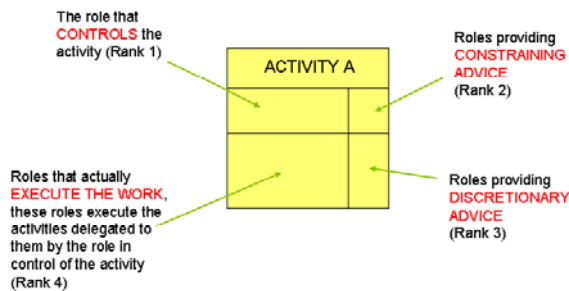 The role that
CONTROLS the
activity (Rank 1)
ACTIVITY A
Roles providing
CONSTRAINING
ADVICE
(Rank 2)
Roles that actually
EXECUTE THE WORK,
these roles execute the
activities delegated to
them by the role in
control of the activity
(Rank 4)
Roles providing
DISCRETIONARY
ADVICE
(Rank 3)